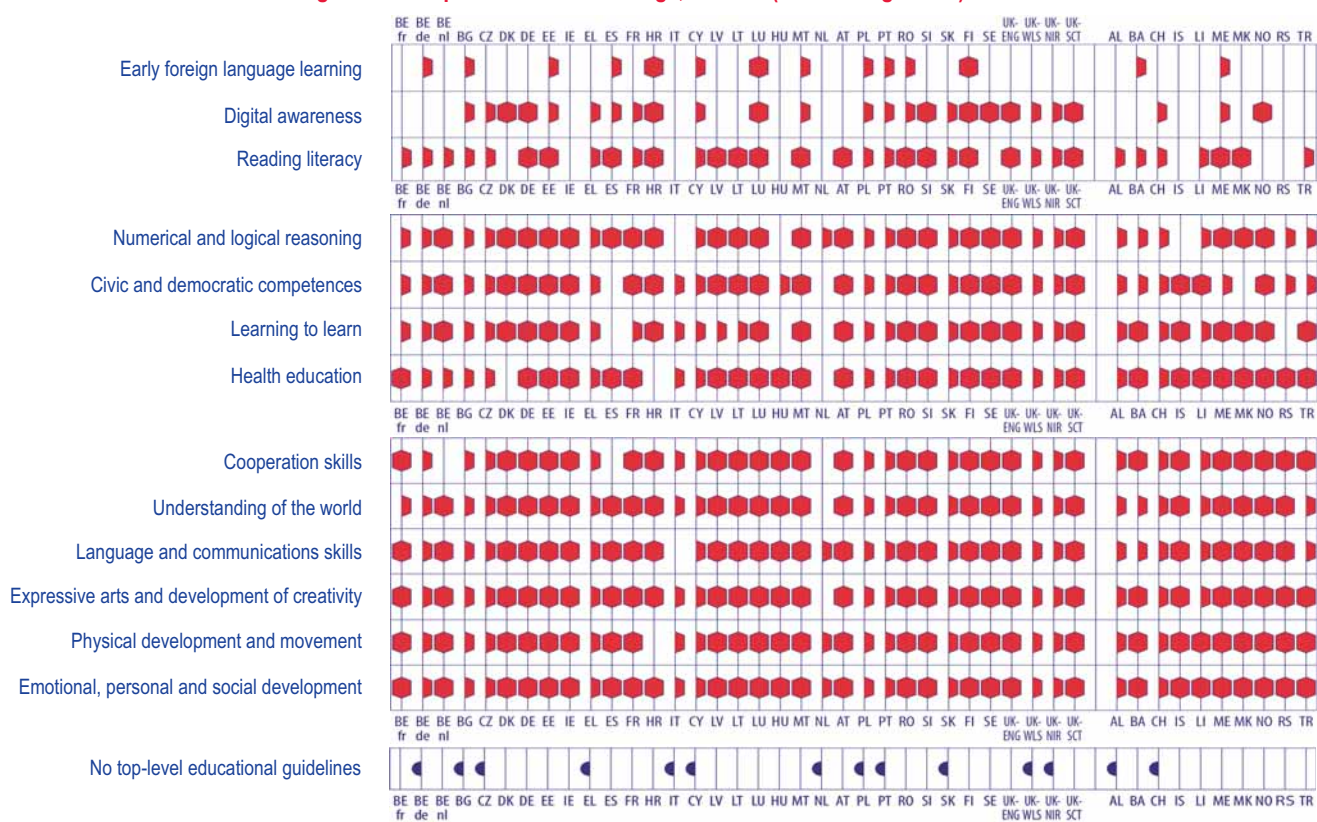 BE BE BE BG CZ DK DE EE IE EL ES FR HR IT CY LV LT LU HU MT NL AT PL PT RO SI SK FI SE UK- UK- UK- UK- AL BA CH IS LI ME MK NO RS TR
fr de nl ENG WLS NIR SCT
Early foreign language learning
Digital awareness
Reading literacy
BE BE BE BG CZ DK DE EE IE EL ES FR HR IT CY LV LT LU HU MT NL AT PL PT RO SI SK FI SE UK- UK- UK- UK- AL BA CH IS LI ME MK NO RS TR
fr de nl ENG WLS NIR SCT
Numerical and logical reasoning
Civic and democratic competences
Learning to learn
Health education
BE BE BE BG CZ DK DE EE IE EL ES FR HR IT CY LV LT LU HU MT NL AT PL PT RO SI SK FI SE UK- UK- UK- UK- AL BA CH IS LI ME MK NO RS TR
fr de nl ENG WLS NIR SCT
Cooperation skills
Understanding of the world
Language and communications skills
Expressive arts and development of creativity
Physical development and movement
Emotional, personal and social development
BE BE BE BG CZ DK DE EE IE EL ES FR HR IT CY LV LT LU HU MT NL AT PL PT RO SI SK FI SE UK- UK- UK- UK- AL BA CH IS LI ME MK NO RS TR
fr de nl ENG WLS NIR SCT
No top-level educational guidelines
BE BE BE BG CZ DK DE EE IE EL ES FR HR IT CY LV LT LU HU MT NL AT PL PT RO SI SK FI SE UK- UK- UK- UK- AL BA CH IS LI ME MK NO RS TR
fr de nl ENG WLS NIR SCT